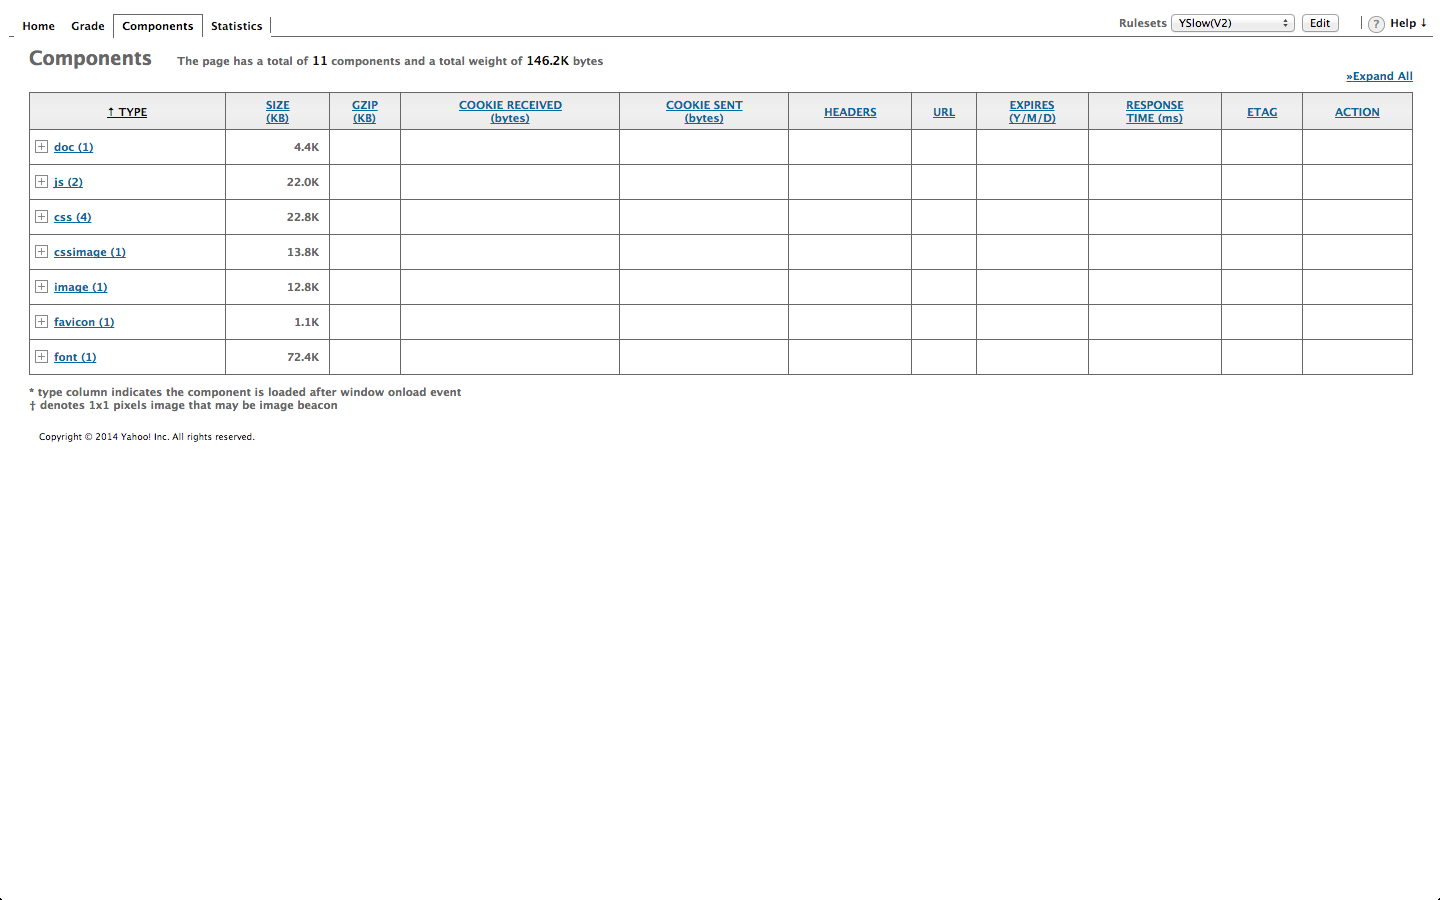 Home Grade Components Statistics Rulesets YSlow(V2) Edit ? Help ↓
Components The page has a total of 11 components and a total weight of 146.2K bytes
»Expand All
↑ TYPE SIZE (KB) GZIP (KB) COOKIE RECEIVED (bytes) COOKIE SENT (bytes) HEADERS URL EXPIRES (Y/M/D) RESPONSE TIME (ms) ETAG ACTION
doc (1) 4.4K
js (2) 22.0K
css (4) 22.8K
cssimage (1) 13.8K
image (1) 12.8K
favicon (1) 1.1K
font (1) 72.4K
* type column indicates the component is loaded after window onload event
† denotes 1x1 pixels image that may be image beacon
Copyright © 2014 Yahoo! Inc. All rights reserved.